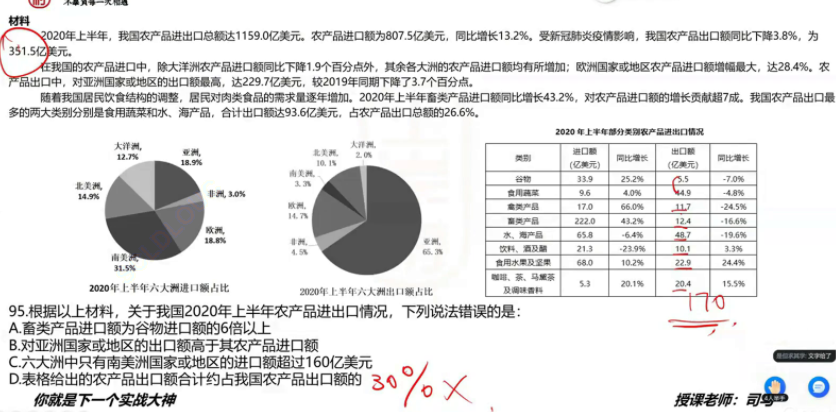 材料
2020年上半年，我国农产品进出口总额达1159.0亿美元。农产品进口额为807.5亿美元，同比增长13.2%。受新冠肺炎疫情影响，我国农产品出口额同比下降3.8%，为
351.5亿美元。
在我国的农产品进口中，除大洋洲农产品进口额同比下降1.9个百分点外，其余各大洲的农产品进口额均有所增加；欧洲国家或地区农产品进口额增幅最大，达28.4%。农
产品出口中，对亚洲国家或地区的出口额最高，达229.7亿美元，较2019年同期下降了3.7个百分点。
随着我国居民饮食结构的调整，居民对肉类食品的需求量逐年增加。2020年上半年畜类产品进口额同比增长43.2%，对农产品进口额的增长贡献超7成。我国农产品出口最
多的两大类别分别是食用蔬菜和水、海产品，合计出口额达93.6亿美元，占农产品出口总额的26.6%。
大洋洲,
12.7%
亚洲,
18.9%
北美洲,
14.9%
非洲, 3.0%
欧洲,
18.8%
南美洲,
31.5%
2020年上半年六大洲进口额占比
大洋洲,
2.0%
北美洲,
10.1%
南美洲,
3.3%
欧洲,
14.7%
非洲,
4.5%
亚洲,
65.3%
2020年上半年六大洲出口额占比
2020 年上半年部分类别农产品进出口情况
类别 进口额（亿美元） 同比增长 出口额（亿美元） 同比增长
谷物 33.9 25.2% 5.5 -7.0%
食用蔬菜 9.6 4.0% 44.9 -4.8%
禽类产品 17.0 66.0% 11.7 -24.5%
畜类产品 222.0 43.2% 12.4 -16.6%
水、海产品 65.8 -6.4% 48.7 -19.6%
饮料、酒及醋 21.3 -23.9% 10.1 3.3%
食用水果及坚果 68.0 10.2% 22.9 24.4%
咖啡、茶、马黛茶及调味香料 5.3 20.1% 20.4 15.5%
170
95.根据以上材料，关于我国2020年上半年农产品进出口情况，下列说法错误的是：
A.畜类产品进口额为谷物进口额的6倍以上
B.对亚洲国家或地区的出口额高于其农产品进口额
C.六大洲中只有南美洲国家或地区的进口额超过160亿美元
D.表格给出的农产品出口额合计约占我国农产品出口额的 30% ×
你就是下一个实战大神
授课老师：司马